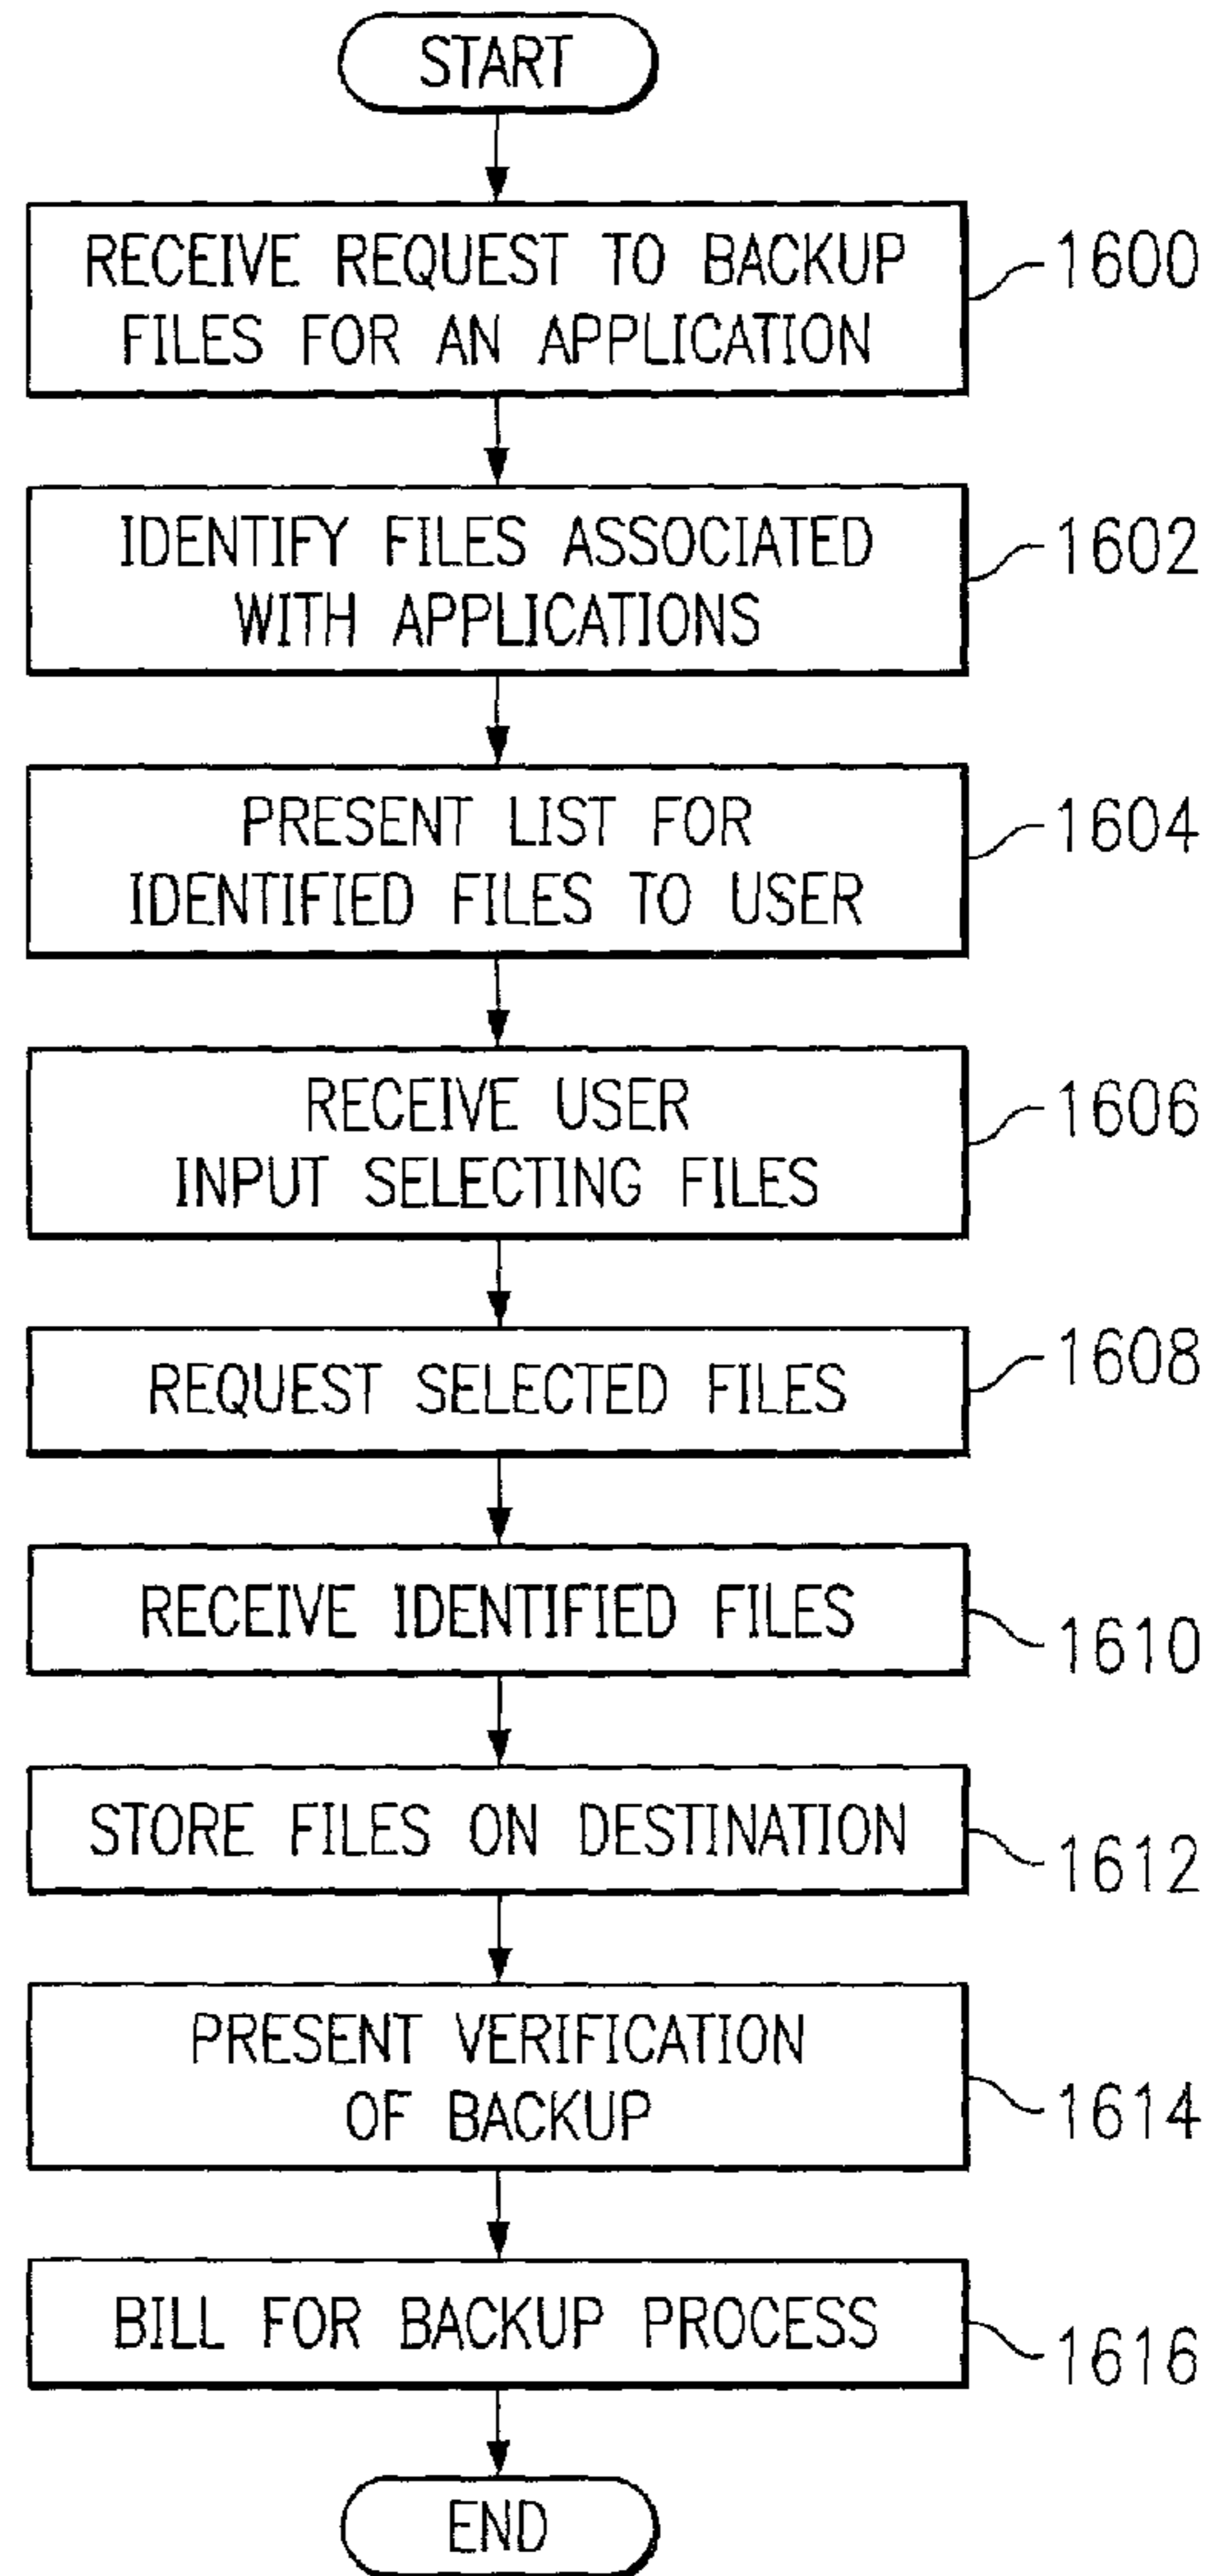 START
RECEIVE REQUEST TO BACKUP
FILES FOR AN APPLICATION
1600
IDENTIFY FILES ASSOCIATED
WITH APPLICATIONS
1602
PRESENT LIST FOR
IDENTIFIED FILES TO USER
1604
RECEIVE USER
INPUT SELECTING FILES
1606
REQUEST SELECTED FILES
1608
RECEIVE IDENTIFIED FILES
1610
STORE FILES ON DESTINATION
1612
PRESENT VERIFICATION
OF BACKUP
1614
BILL FOR BACKUP PROCESS
1616
END